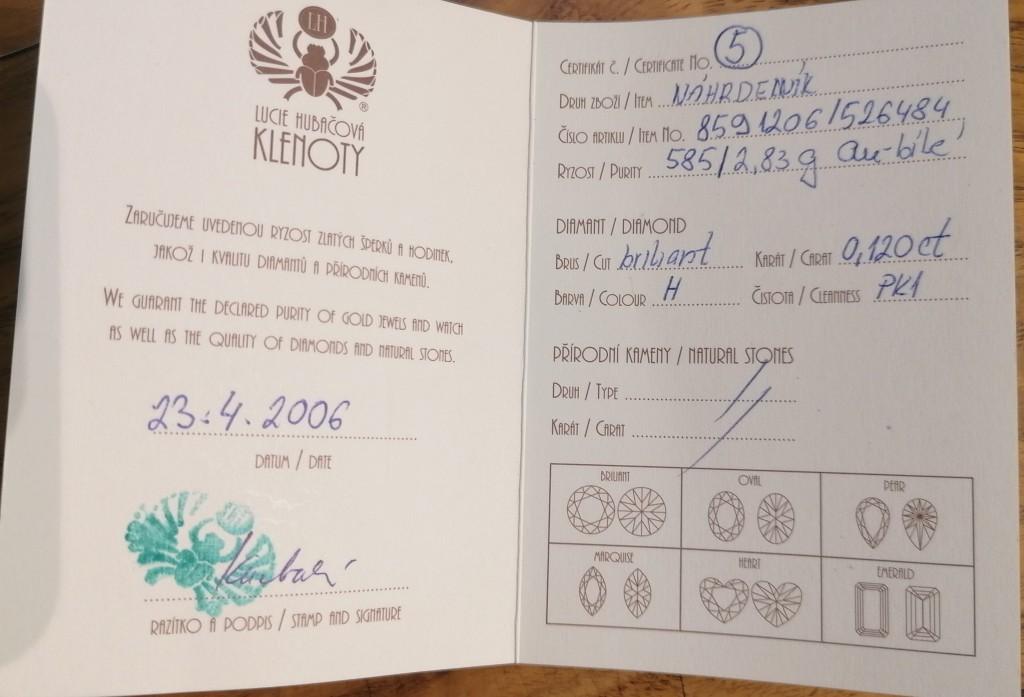 LH
LUCIE HUBAČOVÁ
KLENOTY
®
ZARUČUJEME UVEDENOU RYZOST ZLATÝCH ŠPERKŮ A HODINEK,
JAKOŽ I KVALITU DIAMANTŮ A PŘÍRODNÍCH KAMENŮ.
WE GUARANT THE DECLARED PURITY OF GOLD JEWELS AND WATCH
AS WELL AS THE QUALITY OF DIAMONDS AND NATURAL STONES.
23.4.2006
DATUM / DATE
RAZÍTKO A PODPIS / STAMP AND SIGNATURE
CERTIFIKÁT Č. / CERTIFICATE NO. 5
DRUH ZBOŽÍ / ITEM NÁHRDELNÍK
ČÍSLO ARTIKLU / ITEM NO. 8591206/526484
RYZOST / PURITY 585/2,83g Au-bílé
DIAMANT / DIAMOND
BRUS / CUT briliant KARÁT / CARAT 0,120 ct
BARVA / COLOUR H ČISTOTA / CLEANNESS PK1
PŘÍRODNÍ KAMENY / NATURAL STONES
DRUH / TYPE
KARÁT / CARAT
BRILIANT OVAL PEAR
MARQUISE HEART EMERALD